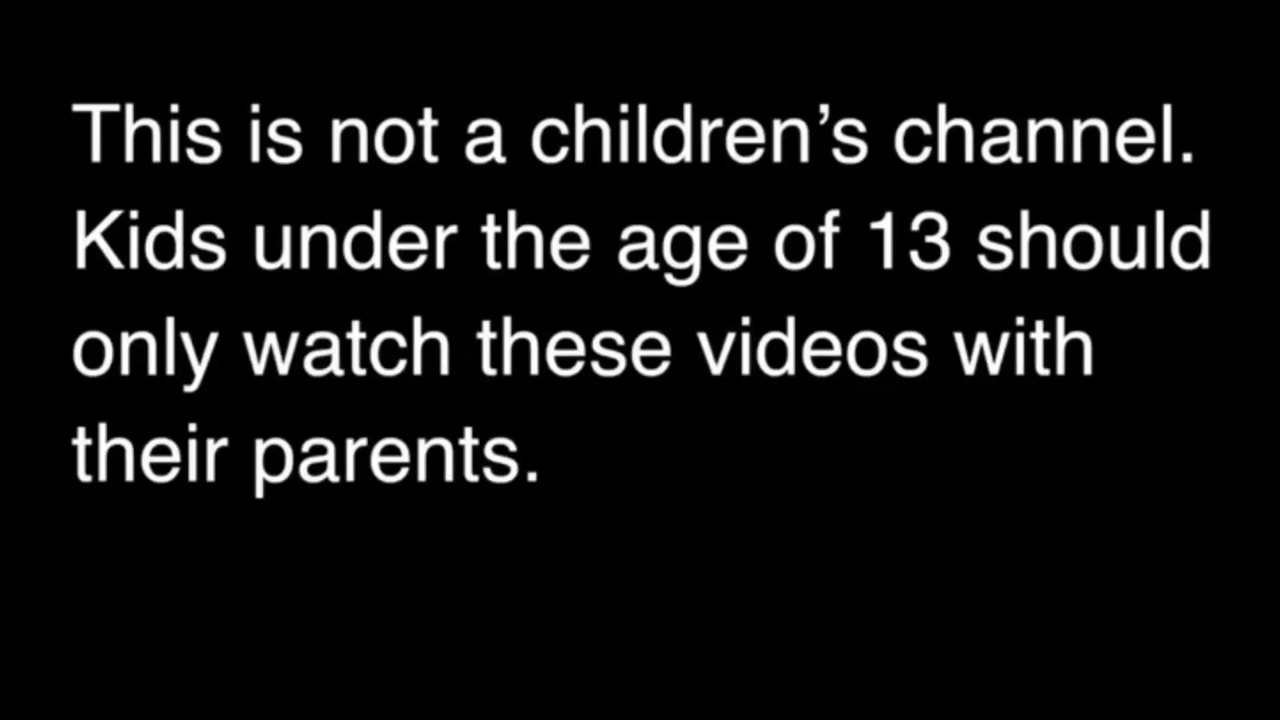 This is not a children’s channel.
Kids under the age of 13 should
only watch these videos with
their parents.